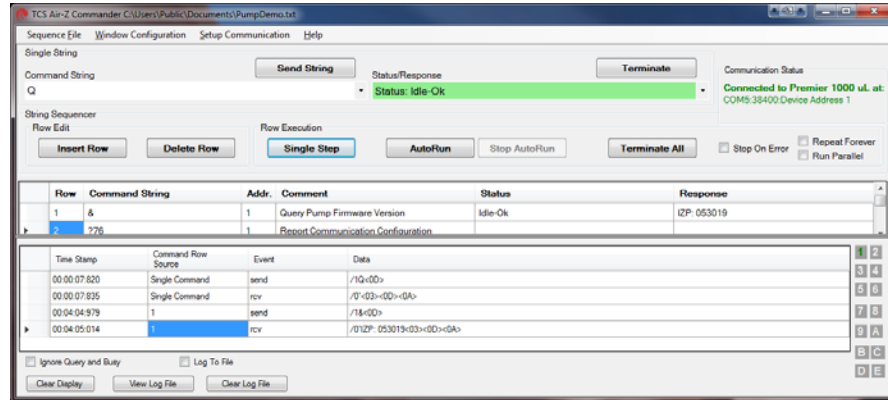 TCS Air-Z Commander C:\Users\Public\Documents\PumpDemo.txt
Sequence File Window Configuration Setup Communication Help
Single String
Command String
Send String
Status/Response
Terminate
Q
Status: Idle-Ok
Communication Status
Connected to Premier 1000 uL at:
COM5:38400:Device Address 1
String Sequencer
Row Edit
Row Execution
Insert Row Delete Row Single Step AutoRun Stop AutoRun Terminate All Stop On Error Repeat Forever
Run Parallel
Row Command String Addr. Comment Status Response
1 & 1 Query Pump Firmware Version Idle-Ok IZP: 053019
2 ?76 1 Report Communication Configuration
Time Stamp Command Row Source Event Data
00:00:07:820 Single Command send /1Q<0D>
00:00:07:835 Single Command rcv /0'<03><0D><0A>
00:04:04:979 1 send /1&<0D>
00:04:05:014 1 rcv /0'IZP: 053019<03><0D><0A>
1 2
3 4
5 6
7 8
9 A
B C
D E
Ignore Query and Busy Log To File
Clear Display View Log File Clear Log File